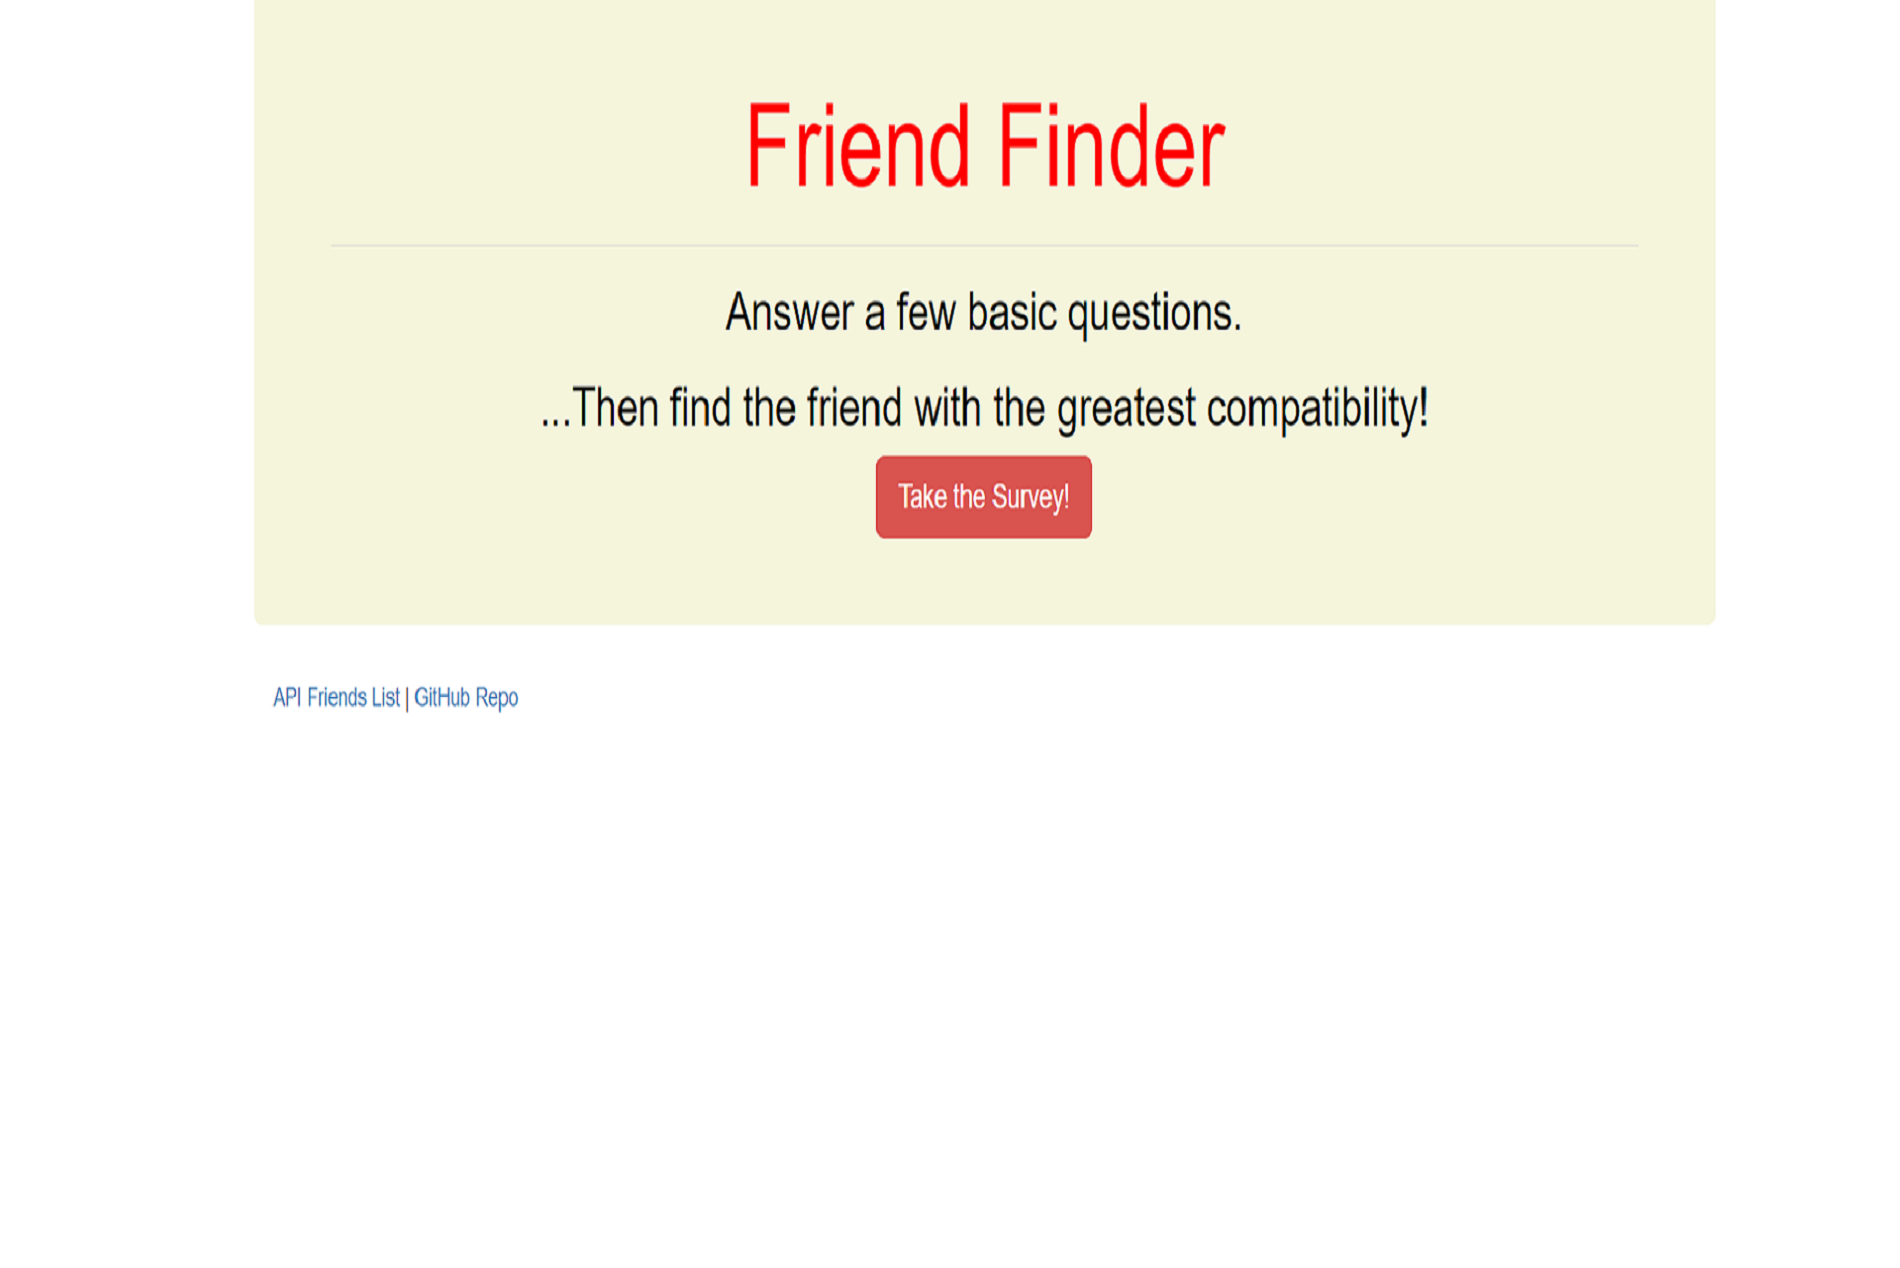 Friend Finder
Answer a few basic questions.
...Then find the friend with the greatest compatibility!
Take the Survey!
API Friends List | GitHub Repo